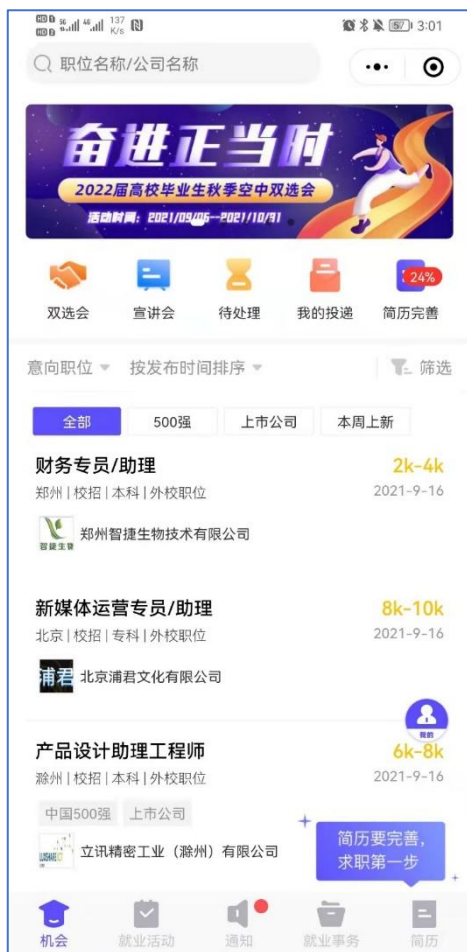 137
K/s
57
3:01
职位名称/公司名称
奋进正当时
2022届高校毕业生秋季空中双选会
活动时间：2021/09/06--2021/10/31
双选会
宣讲会
待处理
我的投递
24%
简历完善
意向职位
按发布时间排序
筛选
全部
500强
上市公司
本周上新
财务专员/助理
2k-4k
郑州|校招|本科|外校职位
2021-9-16
智捷生物
郑州智捷生物技术有限公司
新媒体运营专员/助理
8k-10k
北京|校招|专科|外校职位
2021-9-16
浦君
北京浦君文化有限公司
我的
产品设计助理工程师
6k-8k
滁州|校招|本科|外校职位
2021-9-16
中国500强
上市公司
立讯精密工业（滁州）有限公司
简历要完善，
求职第一步
机会
就业活动
通知
就业事务
简历